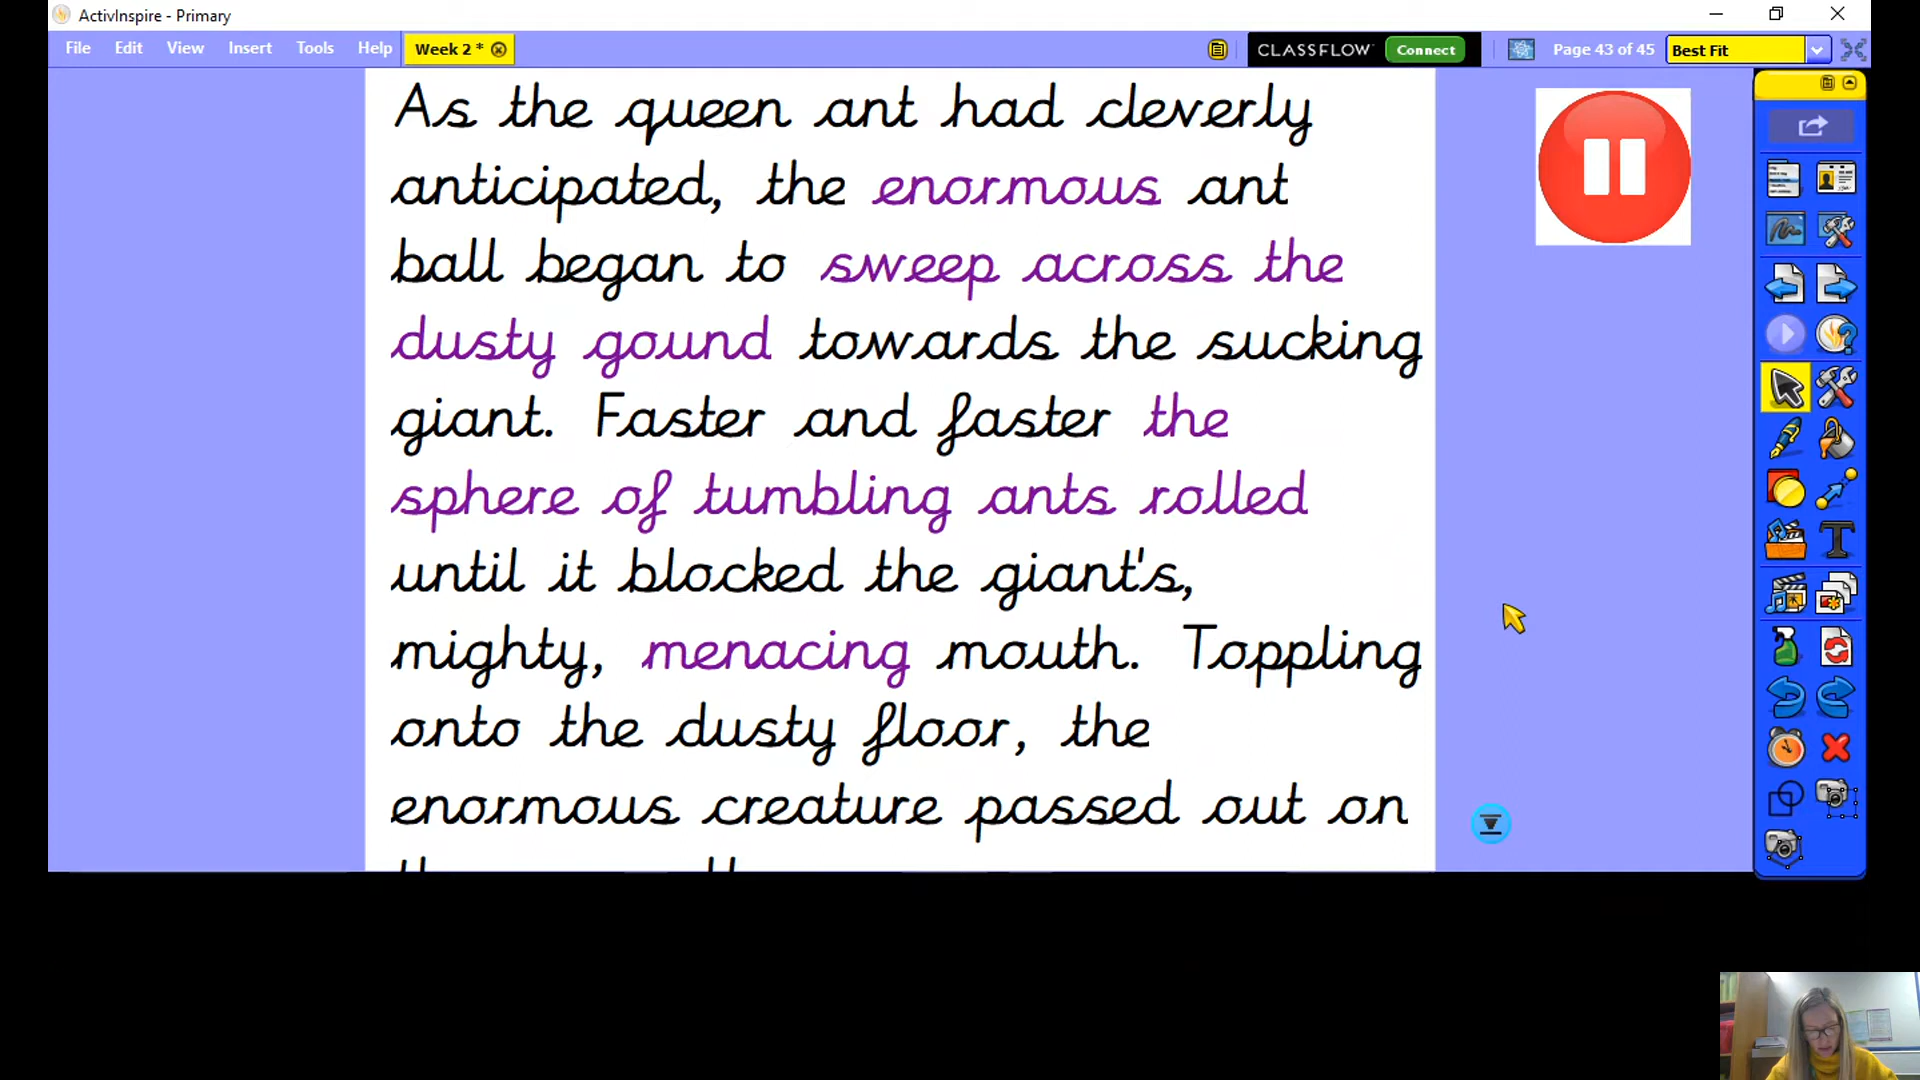 ActivInspire - Primary
File Edit View Insert Tools Help Week 2 * CLASSFLOW Connect Page 43 of 45 Best Fit
As the queen ant had cleverly
anticipated, the enormous ant
ball began to sweep across the
dusty gound towards the sucking
giant. Faster and faster the
sphere of tumbling ants rolled
until it blocked the giant's,
mighty, menacing mouth. Toppling
onto the dusty floor, the
enormous creature passed out on